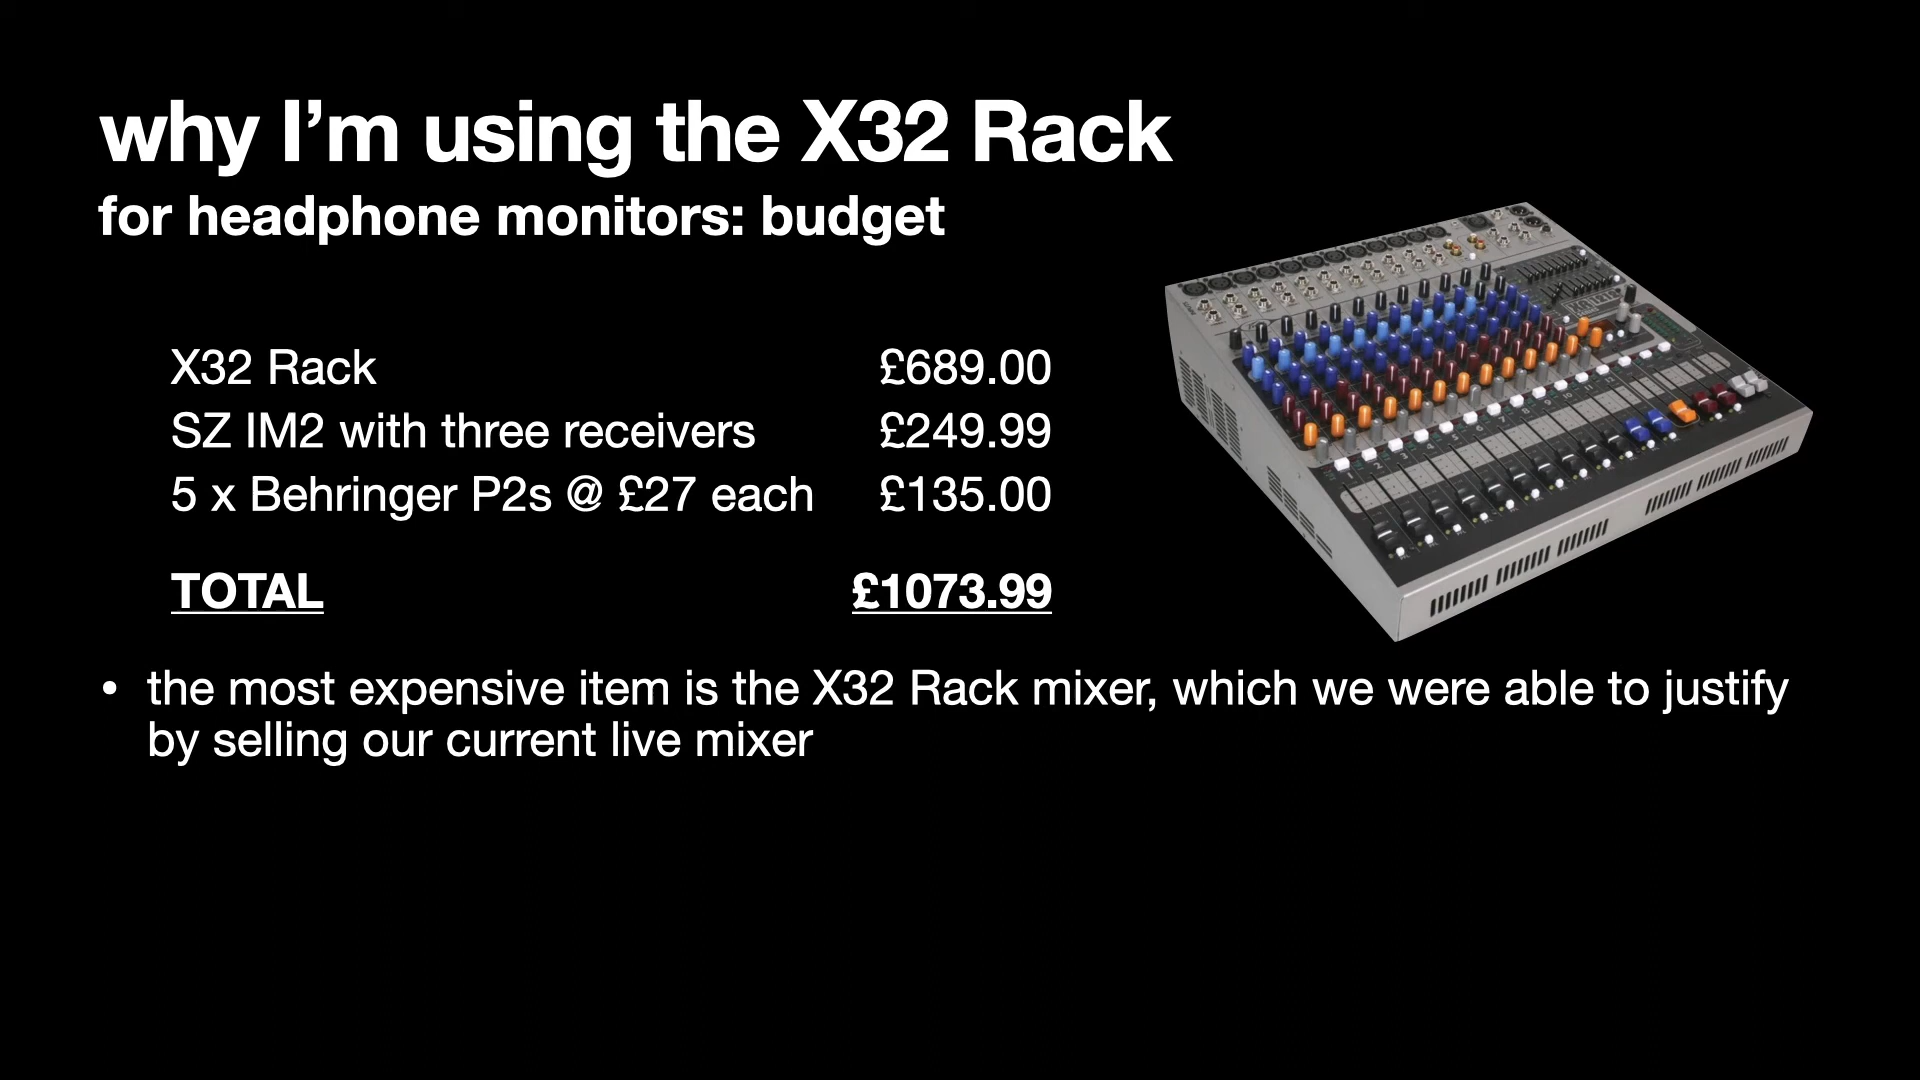 why I’m using the X32 Rack
for headphone monitors: budget
X32 Rack £689.00
SZ IM2 with three receivers £249.99
5 x Behringer P2s @ £27 each £135.00
TOTAL £1073.99
• the most expensive item is the X32 Rack mixer, which we were able to justify
by selling our current live mixer